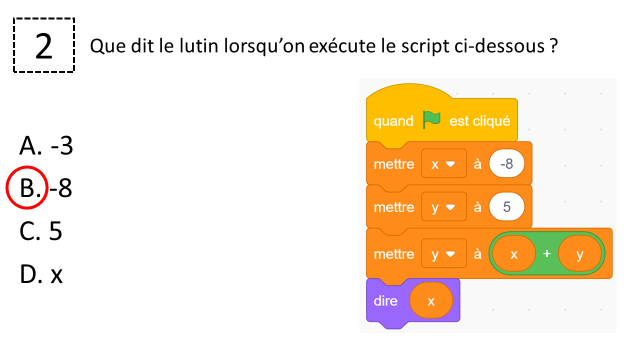 2
Que dit le lutin lorsqu'on exécute le script ci-dessous ?
A. -3
B. -8
C. 5
D. x
quand est cliqué
mettre x à -8
mettre y à 5
mettre y à x + y
dire x